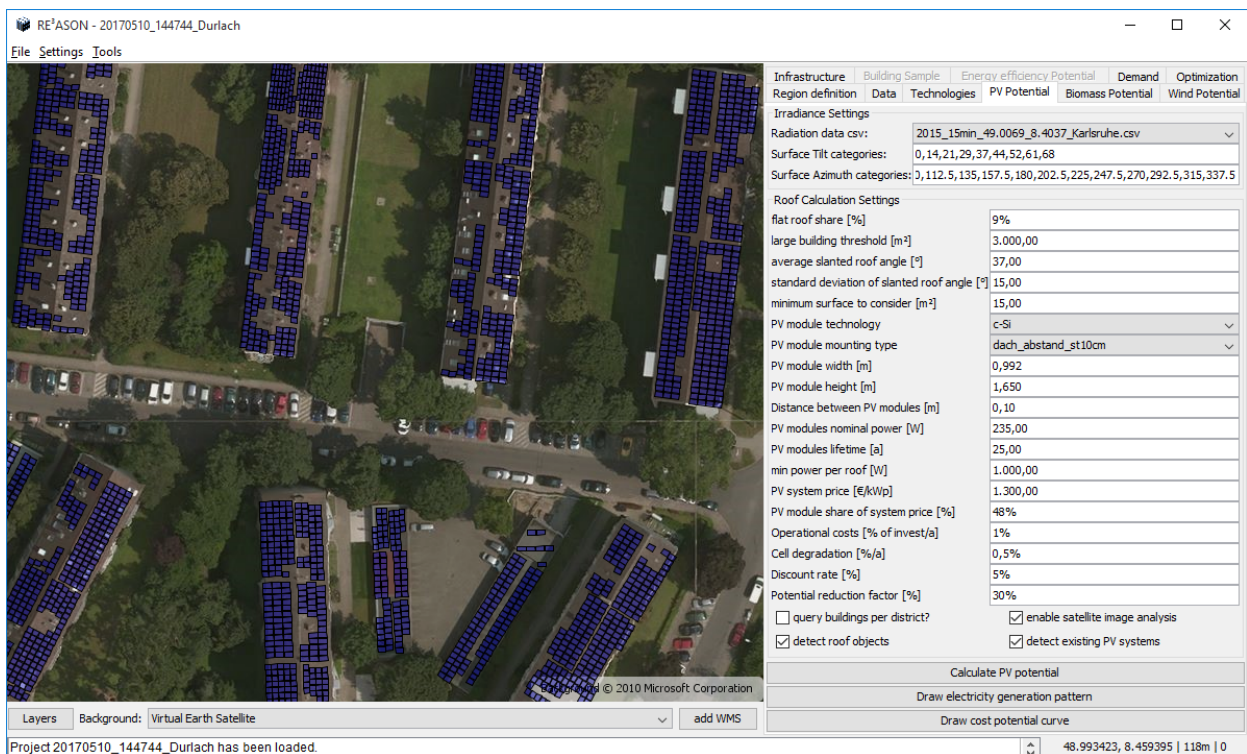 RE³ASON - 20170510_144744_Durlach
File Settings Tools
Infrastructure Building Sample Energy efficiency Potential Demand Optimization
Region definition Data Technologies PV Potential Biomass Potential Wind Potential
Irradiance Settings
Radiation data csv: 2015_15min_49.0069_8.4037_Karlsruhe.csv
Surface Tilt categories: 0,14,21,29,37,44,52,61,68
Surface Azimuth categories: 0,112.5,135,157.5,180,202.5,225,247.5,270,292.5,315,337.5
Roof Calculation Settings
flat roof share [%] 9%
large building threshold [m²] 3.000,00
average slanted roof angle [°] 37,00
standard deviation of slanted roof angle [°] 15,00
minimum surface to consider [m²] 15,00
PV module technology c-Si
PV module mounting type dach_abstand_st10cm
PV module width [m] 0,992
PV module height [m] 1,650
Distance between PV modules [m] 0,10
PV modules nominal power [W] 235,00
PV modules lifetime [a] 25,00
min power per roof [W] 1.000,00
PV system price [€/kWp] 1.300,00
PV module share of system price [%] 48%
Operational costs [% of invest/a] 1%
Cell degradation [%/a] 0,5%
Discount rate [%] 5%
Potential reduction factor [%] 30%
query buildings per district? enable satellite image analysis
detect roof objects detect existing PV systems
Calculate PV potential
Draw electricity generation pattern
Draw cost potential curve
Background © 2010 Microsoft Corporation
Layers Background: Virtual Earth Satellite add WMS
Project 20170510_144744_Durlach has been loaded. 48.993423, 8.459395 | 118m | 0